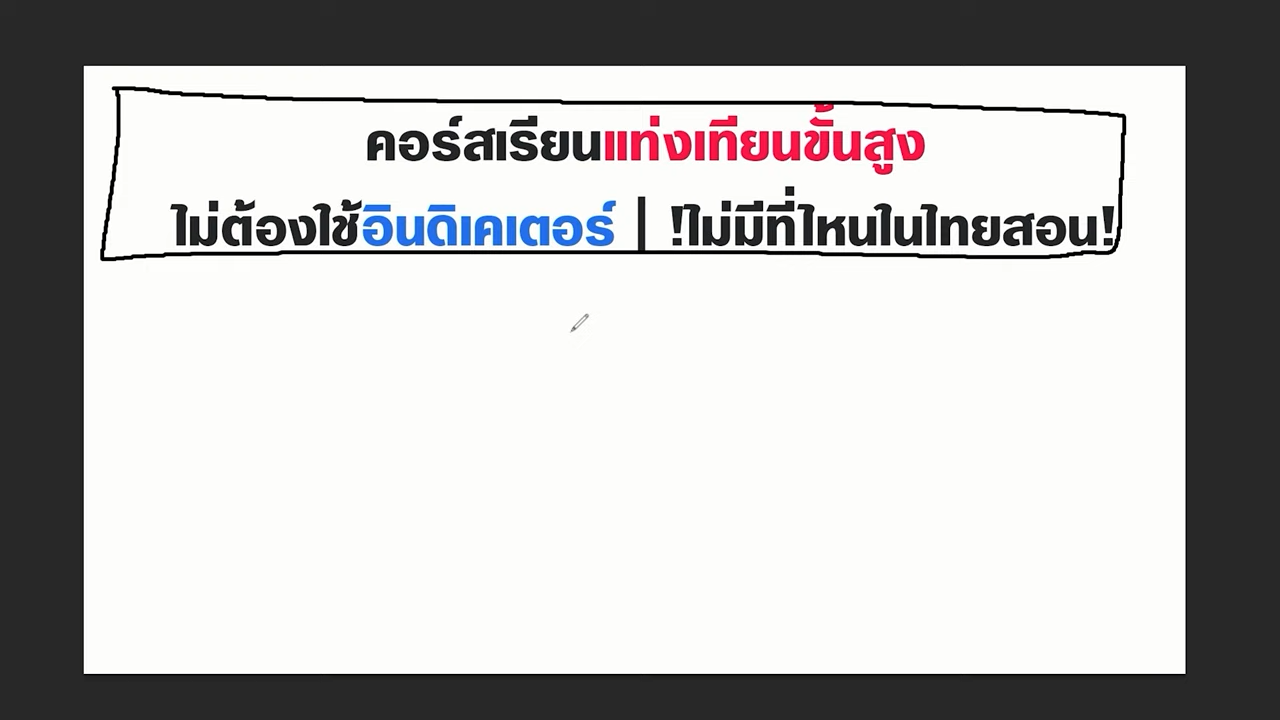 คอร์สเรียนแท่งเทียนขั้นสูง
ไม่ต้องใช้อินดิเคเตอร์ | !ไม่มีที่ไหนในไทยสอน!